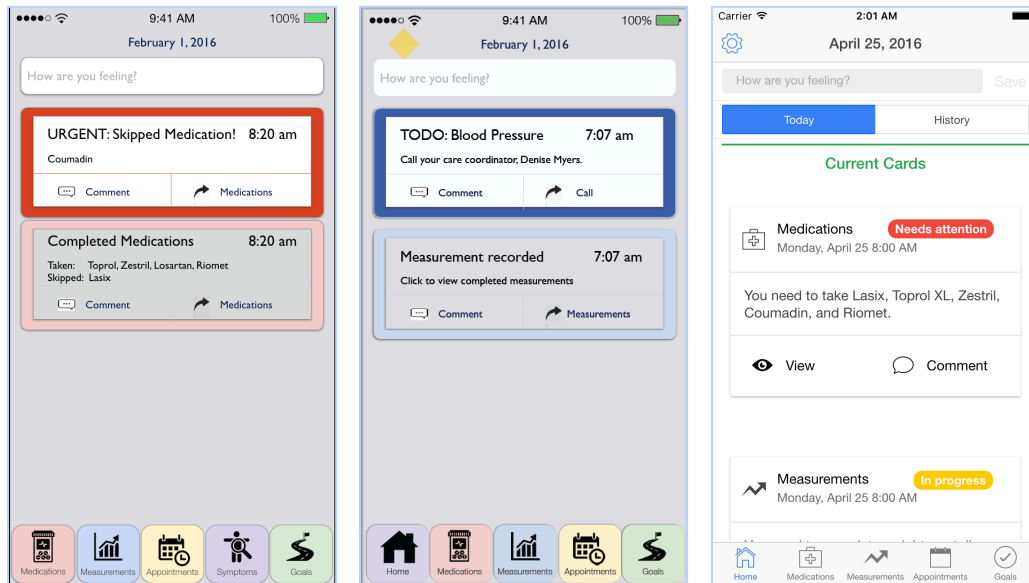 9:41 AM
100%
February 1, 2016
How are you feeling?
URGENT: Skipped Medication! 8:20 am
Coumadin
Comment
Medications
Completed Medications 8:20 am
Taken: Toprol, Zestril, Losartan, Riomet
Skipped: Lasix
Comment
Medications
Medications
Measurements
Appointments
Symptoms
Goals
9:41 AM
100%
February 1, 2016
How are you feeling?
TODO: Blood Pressure 7:07 am
Call your care coordinator, Denise Myers.
Comment
Call
Measurement recorded 7:07 am
Click to view completed measurements
Comment
Measurements
Home
Medications
Measurements
Appointments
Goals
Carrier
2:01 AM
April 25, 2016
How are you feeling?
Save
Today
History
Current Cards
Medications
Needs attention
Monday, April 25 8:00 AM
You need to take Lasix, Toprol XL, Zestril,
Coumadin, and Riomet.
View
Comment
Measurements
In progress
Monday, April 25 8:00 AM
Home
Medications
Measurements
Appointments
Goals